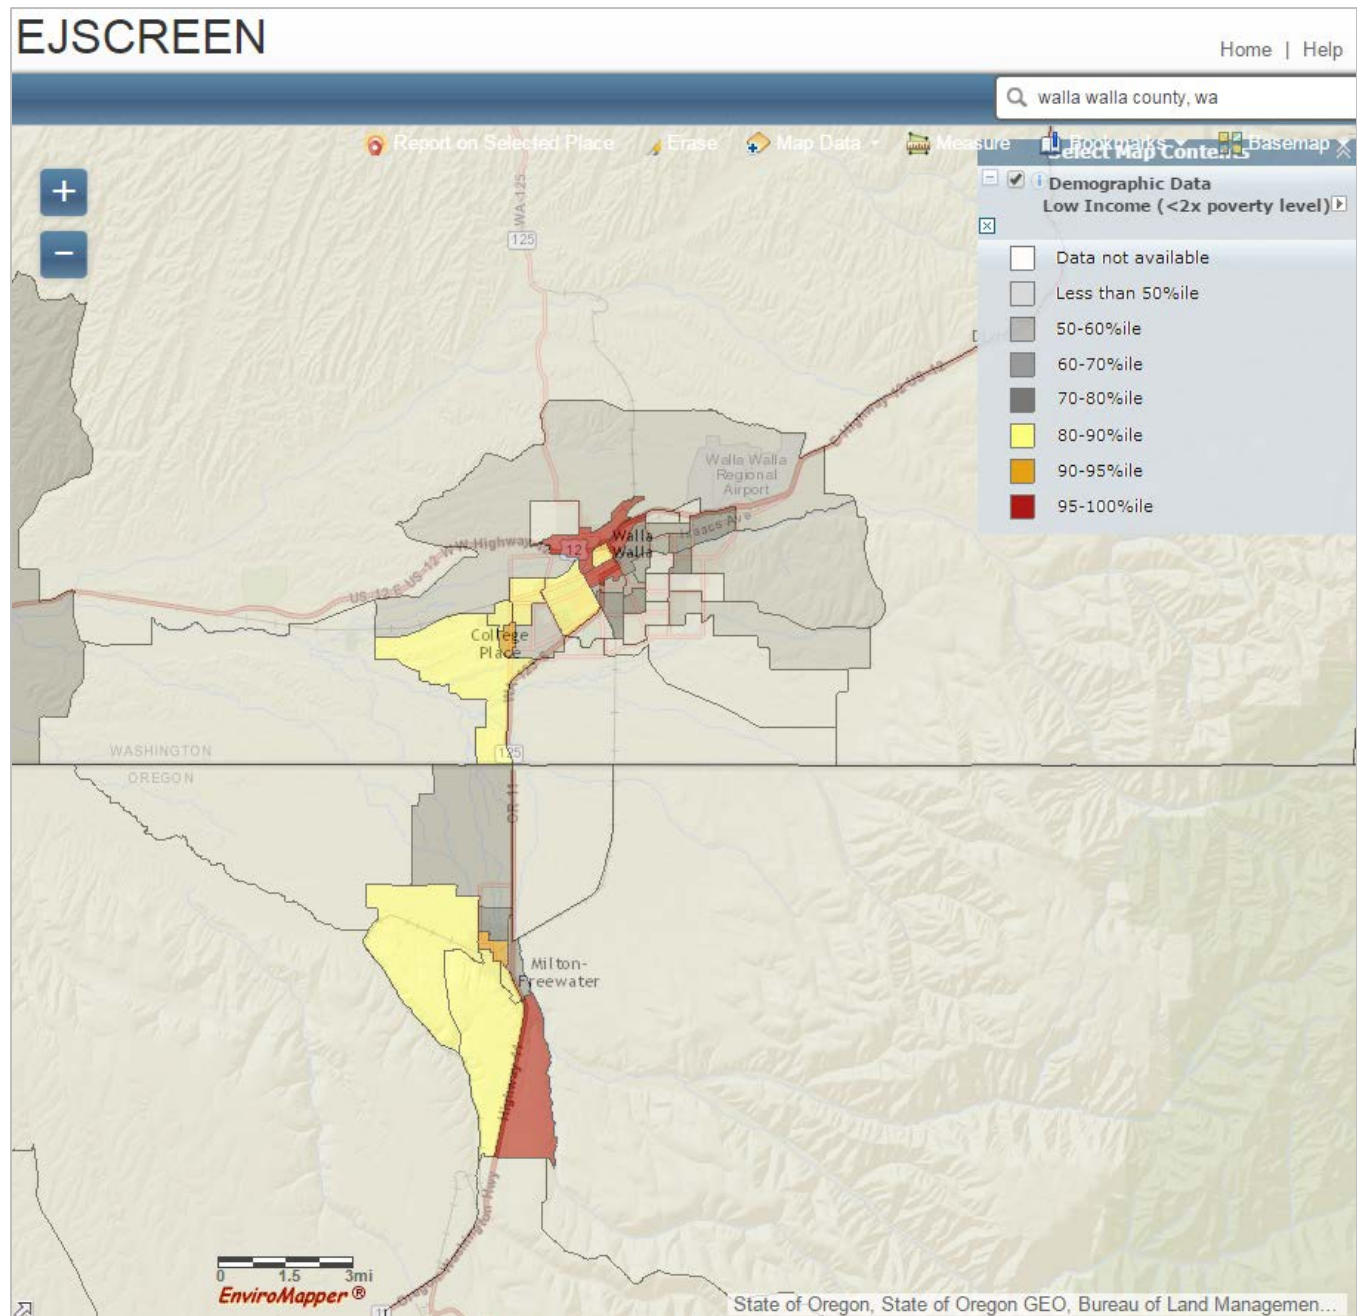 EJSCREEN
Home | Help
walla walla county, wa
Report on Selected Place Erase Map Data Measure Bookmarks Basemap
Select Map Contents
Demographic Data
Low Income (<2x poverty level)
Data not available
Less than 50%ile
50-60%ile
60-70%ile
70-80%ile
80-90%ile
90-95%ile
95-100%ile
WA-125
125
Walla Walla
Regional
Airport
Isaacs Ave
Walla
Walla
12
College
Place
125
WASHINGTON
OREGON
OR-11
Milton-
Freewater
Highway 11
0 1.5 3mi
EnviroMapper ®
11
State of Oregon, State of Oregon GEO, Bureau of Land Managemen...